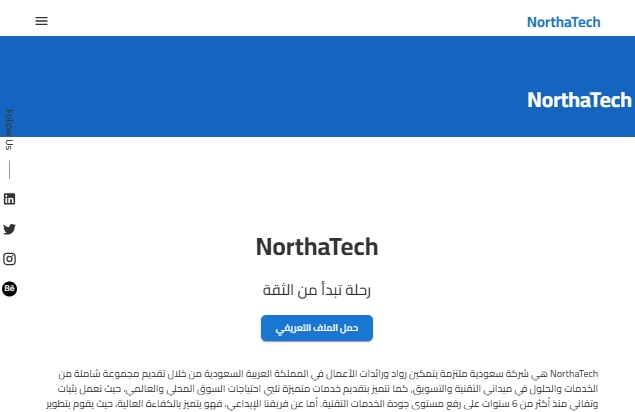 NorthaTech
NorthaTech
Follow Us
Bē
NorthaTech
رحلة تبدأ من الثقة
حمل الملف التعريفي
NorthaTech هي شركة سعودية ملتزمة بتمكين رواد ورائدات الأعمال في المملكة العربية السعودية من خلال تقديم مجموعة شاملة من
الخدمات والحلول في ميداني التقنية والتسويق. كما نتميز بتقديم خدمات متميزة تلبي احتياجات السوق المحلي والعالمي، حيث نعمل بثبات
وتفاني منذ أكثر من 6 سنوات على رفع مستوى جودة الخدمات التقنية. أما عن فريقنا الإبداعي، فهو يتميز بالكفاءة العالية، حيث يقوم بتطوير